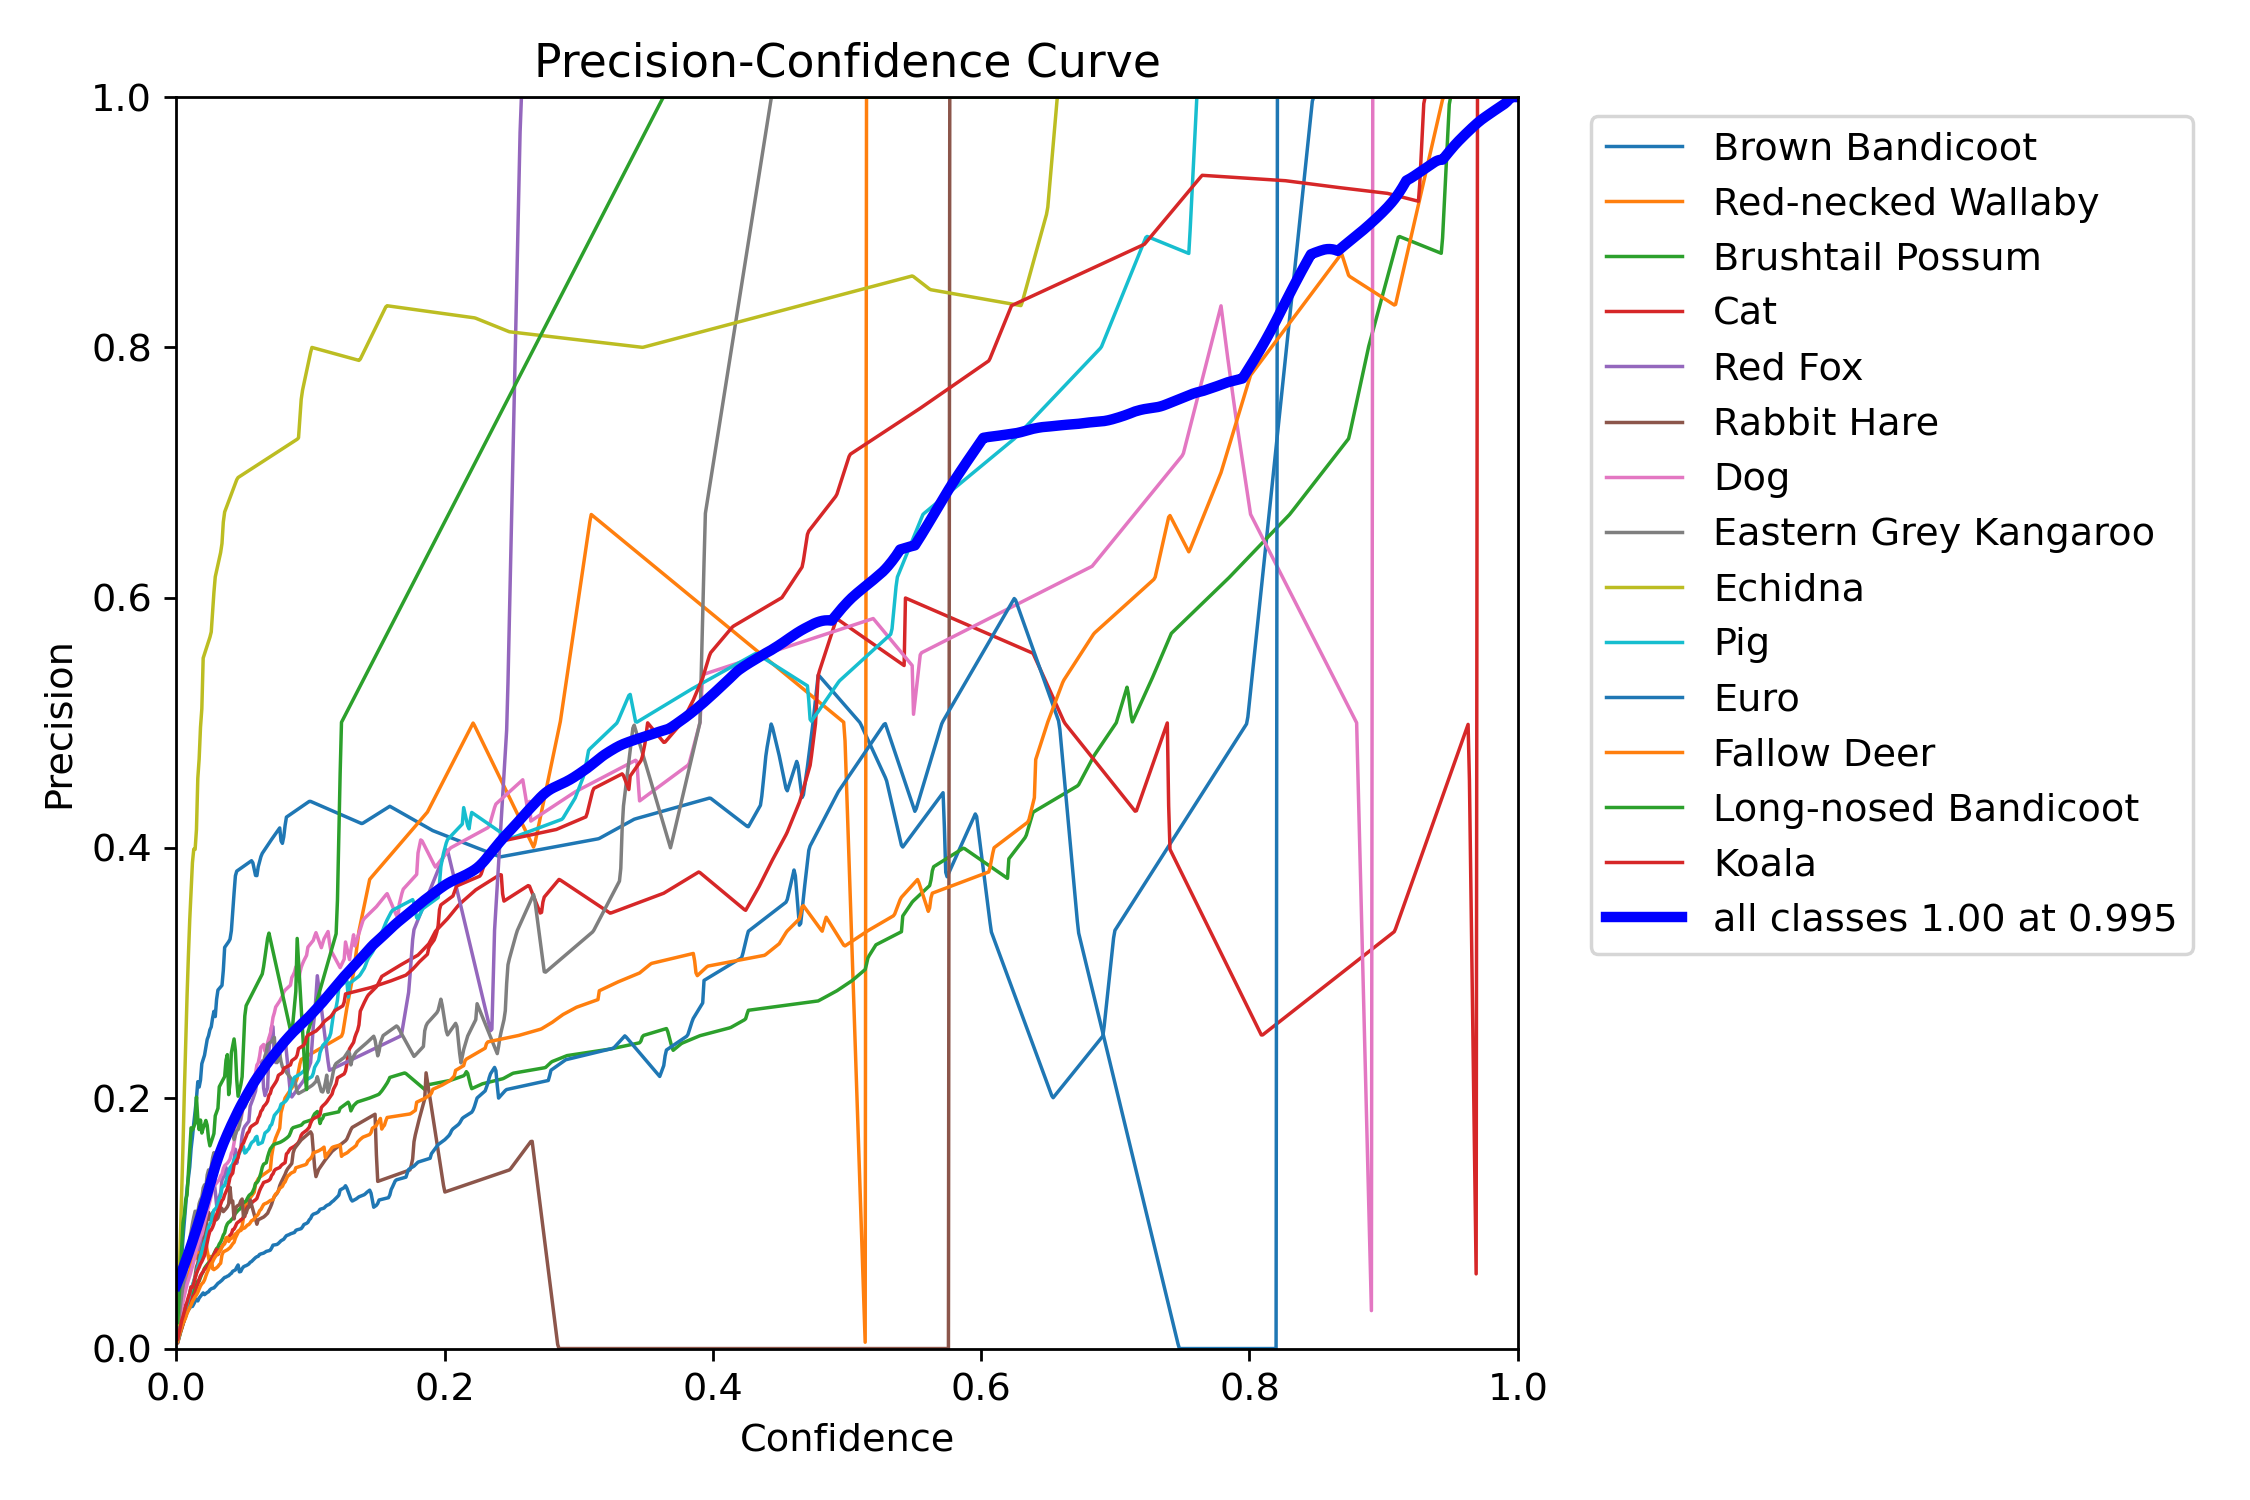 Precision-Confidence Curve
1.0
0.8
0.6
0.4
0.2
0.0
Precision
0.0 0.2 0.4 0.6 0.8 1.0
Confidence
Brown Bandicoot
Red-necked Wallaby
Brushtail Possum
Cat
Red Fox
Rabbit Hare
Dog
Eastern Grey Kangaroo
Echidna
Pig
Euro
Fallow Deer
Long-nosed Bandicoot
Koala
all classes 1.00 at 0.995